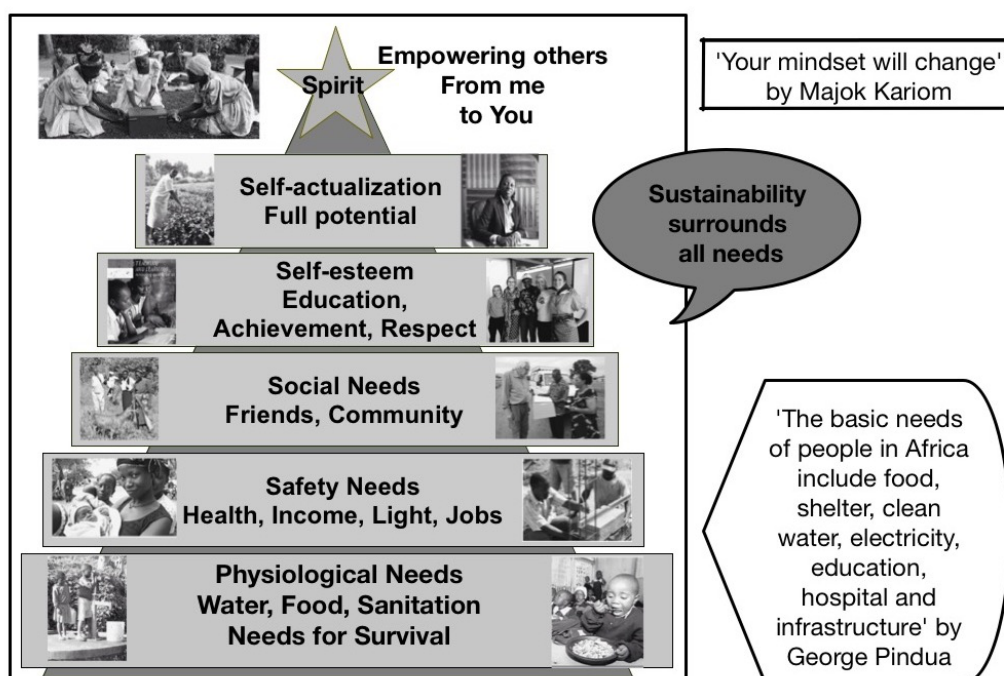 Spirit
Empowering others
From me
to You
'Your mindset will change'
by Majok Kariom
Self-actualization
Full potential
Sustainability
surrounds
all needs
Self-esteem
Education,
Achievement, Respect
Social Needs
Friends, Community
Safety Needs
Health, Income, Light, Jobs
Physiological Needs
Water, Food, Sanitation
Needs for Survival
'The basic needs
of people in Africa
include food,
shelter, clean
water, electricity,
education,
hospital and
infrastructure' by
George Pindua